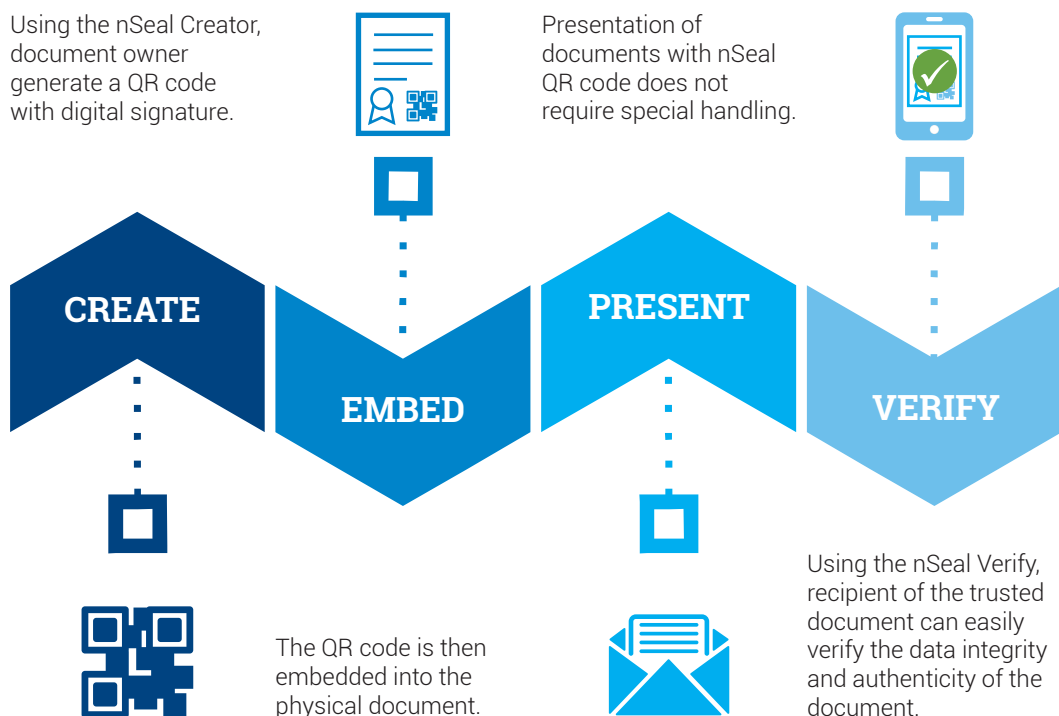 Using the nSeal Creator,
document owner
generate a QR code
with digital signature.
Presentation of
documents with nSeal
QR code does not
require special handling.
CREATE
EMBED
PRESENT
VERIFY
The QR code is then
embedded into the
physical document.
Using the nSeal Verify,
recipient of the trusted
document can easily
verify the data integrity
and authenticity of the
document.